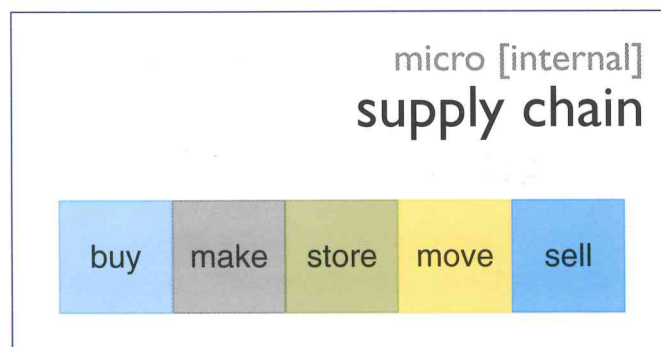 micro [internal]
supply chain
buy make store move sell